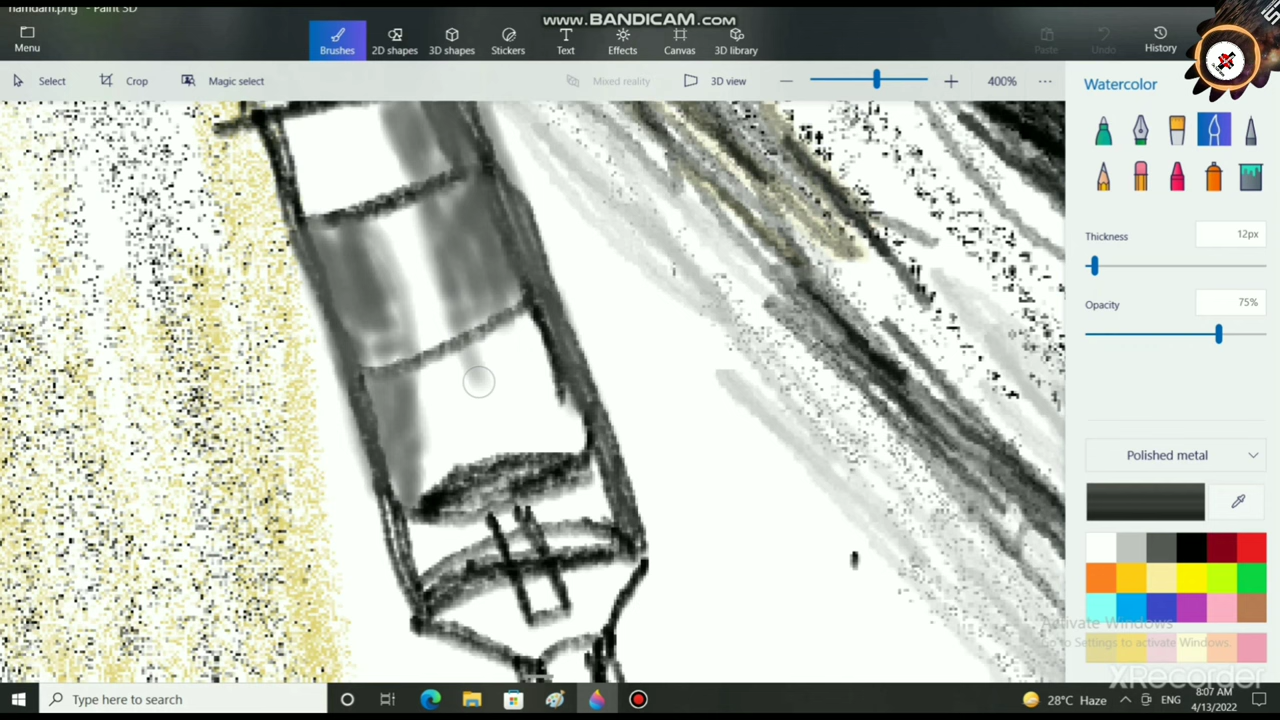 hamdam.png - Paint 3D
www.BANDICAM.com
Menu
Brushes
2D shapes
3D shapes
Stickers
Text
Effects
Canvas
3D library
Paste
Undo
History
Select
Crop
Magic select
Mixed reality
3D view
400%
Watercolor
Thickness
12px
Opacity
75%
Polished metal
Activate Windows
Go to Settings to activate Windows.
XRecorder
Type here to search
28°C Haze
ENG
8:07 AM
4/13/2022